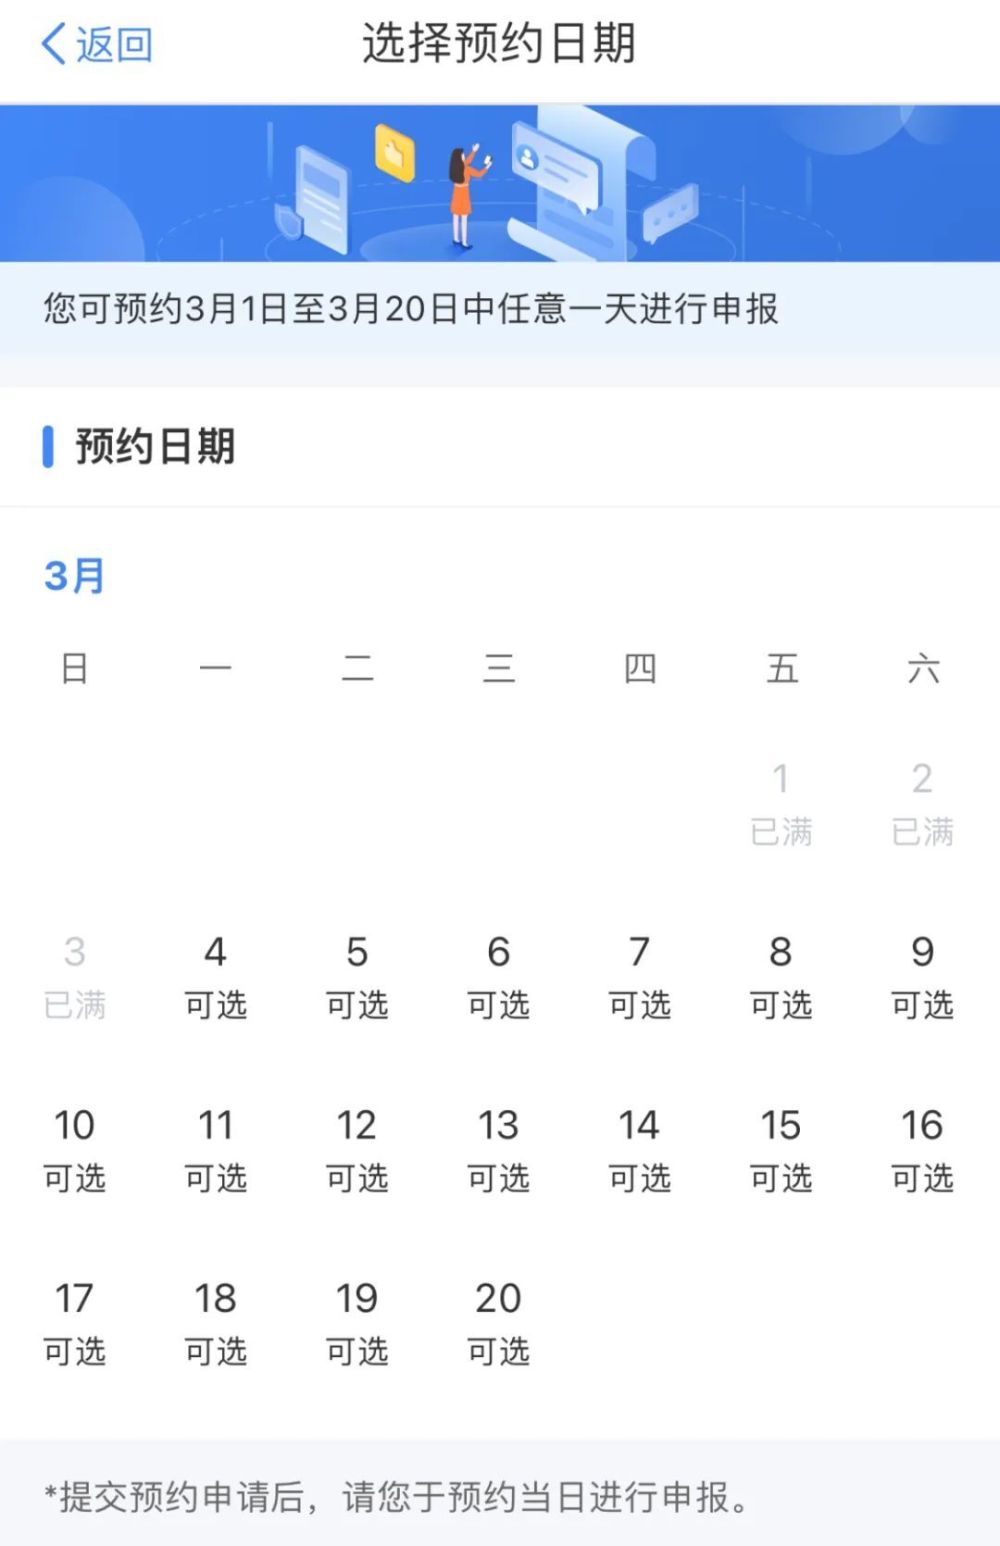 返回 选择预约日期
您可预约3月1日至3月20日中任意一天进行申报
预约日期
3月
日 一 二 三 四 五 六
1 2
已满 已满
3 4 5 6 7 8 9
已满 可选 可选 可选 可选 可选 可选
10 11 12 13 14 15 16
可选 可选 可选 可选 可选 可选 可选
17 18 19 20
可选 可选 可选 可选
*提交预约申请后，请您于预约当日进行申报。